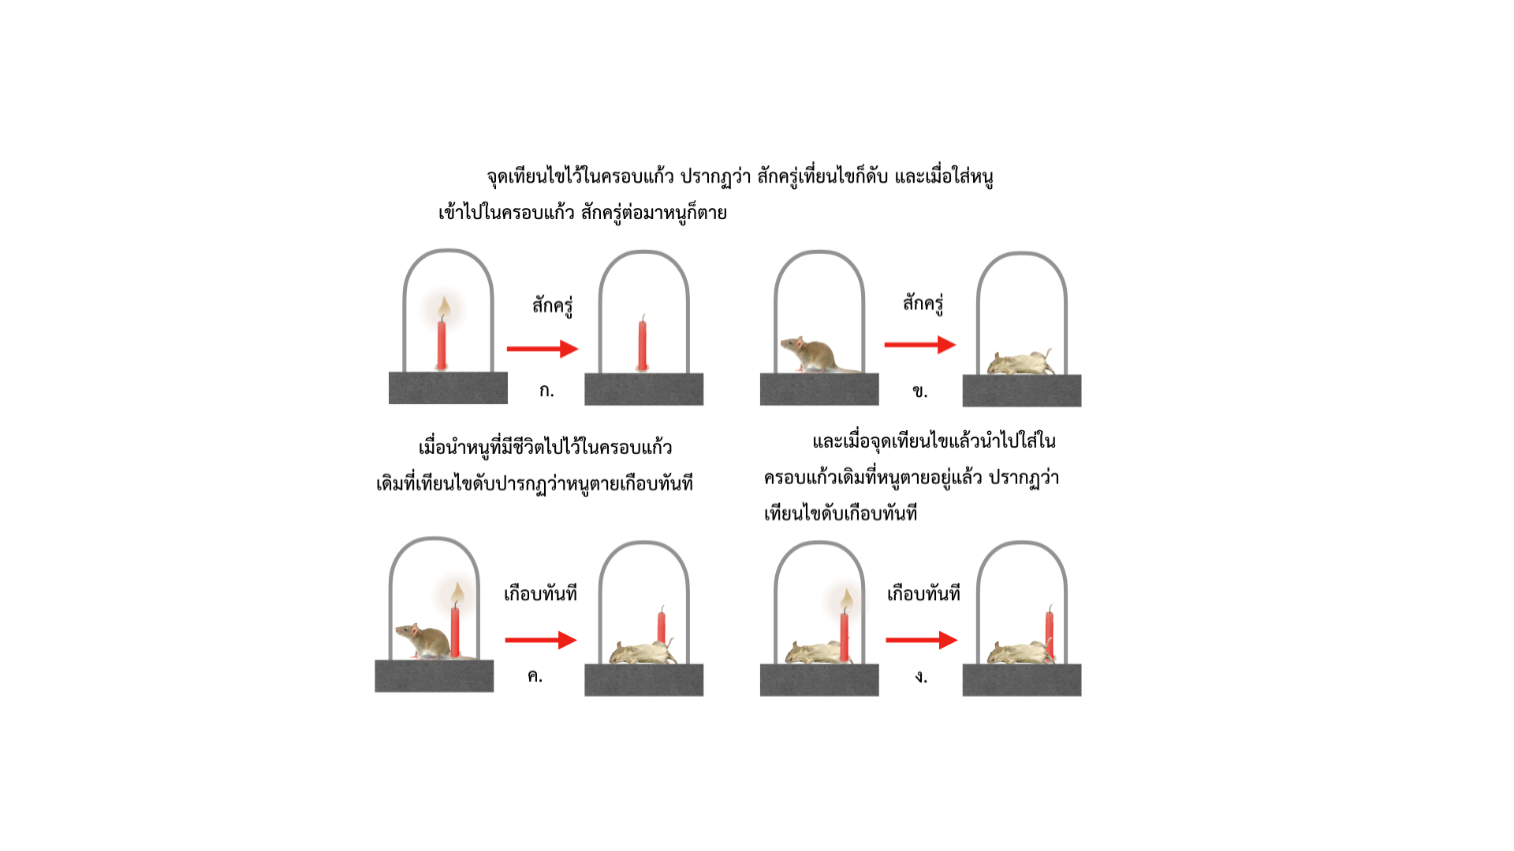 จุดเทียนไขไว้ในครอบแก้ว ปรากฏว่า สักครู่เที่ยนไขก็ดับ และเมื่อใส่หนู
เข้าไปในครอบแก้ว สักครู่ต่อมาหนูก็ตาย
สักครู่
ก.
สักครู่
ข.
เมื่อนำหนูที่มีชีวิตไปไว้ในครอบแก้ว
เดิมที่เทียนไขดับปารกฏว่าหนูตายเกือบทันที
และเมื่อจุดเทียนไขแล้วนำไปใส่ใน
ครอบแก้วเดิมที่หนูตายอยู่แล้ว ปรากฏว่า
เทียนไขดับเกือบทันที
เกือบทันที
ค.
เกือบทันที
ง.